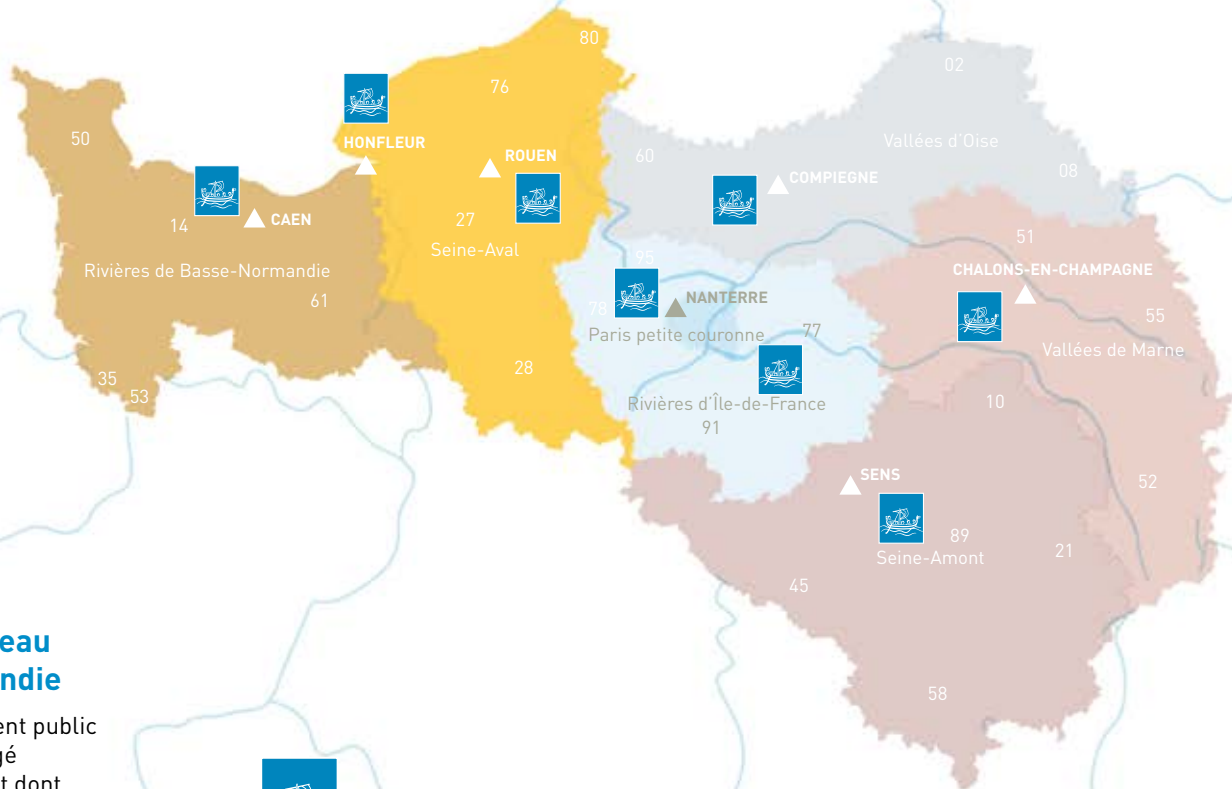 80
02
76
50
HONFLEUR
Vallées d'Oise
60
ROUEN
08
COMPIEGNE
14
CAEN
27
51
Seine-Aval
95
Rivières de Basse-Normandie
CHALONS-EN-CHAMPAGNE
61
NANTERRE
78
55
Paris petite couronne
77
Vallées de Marne
28
35
53
Rivières d'Île-de-France
10
91
SENS
52
89
Seine-Amont
21
45
eau
ndie
58
ent public
gé
t dont